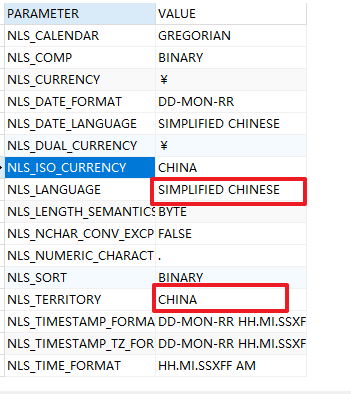 PARAMETER VALUE
NLS_CALENDAR GREGORIAN
NLS_COMP BINARY
NLS_CURRENCY ￥
NLS_DATE_FORMAT DD-MON-RR
NLS_DATE_LANGUAGE SIMPLIFIED CHINESE
NLS_DUAL_CURRENCY ￥
NLS_ISO_CURRENCY CHINA
NLS_LANGUAGE SIMPLIFIED CHINESE
NLS_LENGTH_SEMANTICS BYTE
NLS_NCHAR_CONV_EXCP FALSE
NLS_NUMERIC_CHARACT .
NLS_SORT BINARY
NLS_TERRITORY CHINA
NLS_TIMESTAMP_FORMA DD-MON-RR HH.MI.SSXF
NLS_TIMESTAMP_TZ_FOR DD-MON-RR HH.MI.SSXF
NLS_TIME_FORMAT HH.MI.SSXFF AM